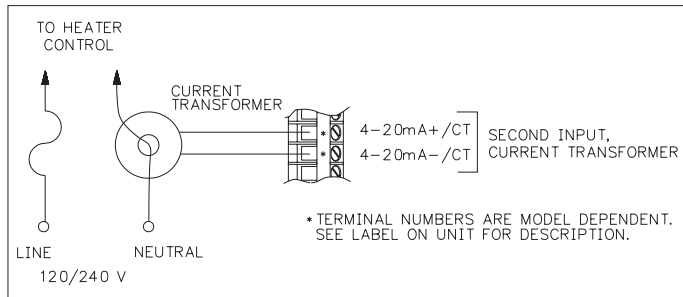 TO HEATER
CONTROL
CURRENT
TRANSFORMER
* 4-20mA+/CT
* 4-20mA-/CT
SECOND INPUT,
CURRENT TRANSFORMER
* TERMINAL NUMBERS ARE MODEL DEPENDENT.
SEE LABEL ON UNIT FOR DESCRIPTION.
LINE
NEUTRAL
120/240 V